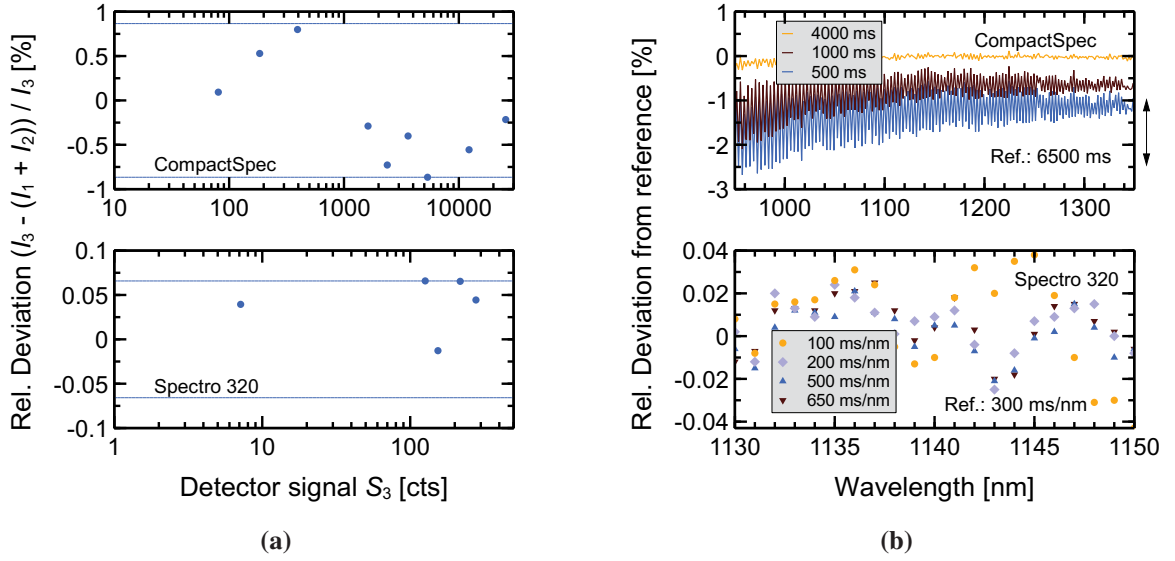 Rel. Deviation (I3 - (I1 + I2)) / I3 [%]
1
0.5
0
-0.5
-1
CompactSpec
10
100
1000
10000
0.1
0.05
0
-0.05
-0.1
Spectro 320
1
10
100
Detector signal S3 [cts]
(a)
Rel. Deviation from reference [%]
1
0
-1
-2
-3
4000 ms
1000 ms
500 ms
CompactSpec
Ref.: 6500 ms
1000
1100
1200
1300
0.04
0.02
0
-0.02
0.04
Spectro 320
100 ms/nm
200 ms/nm
500 ms/nm
650 ms/nm
Ref.: 300 ms/nm
1130
1135
1140
1145
1150
Wavelength [nm]
(b)